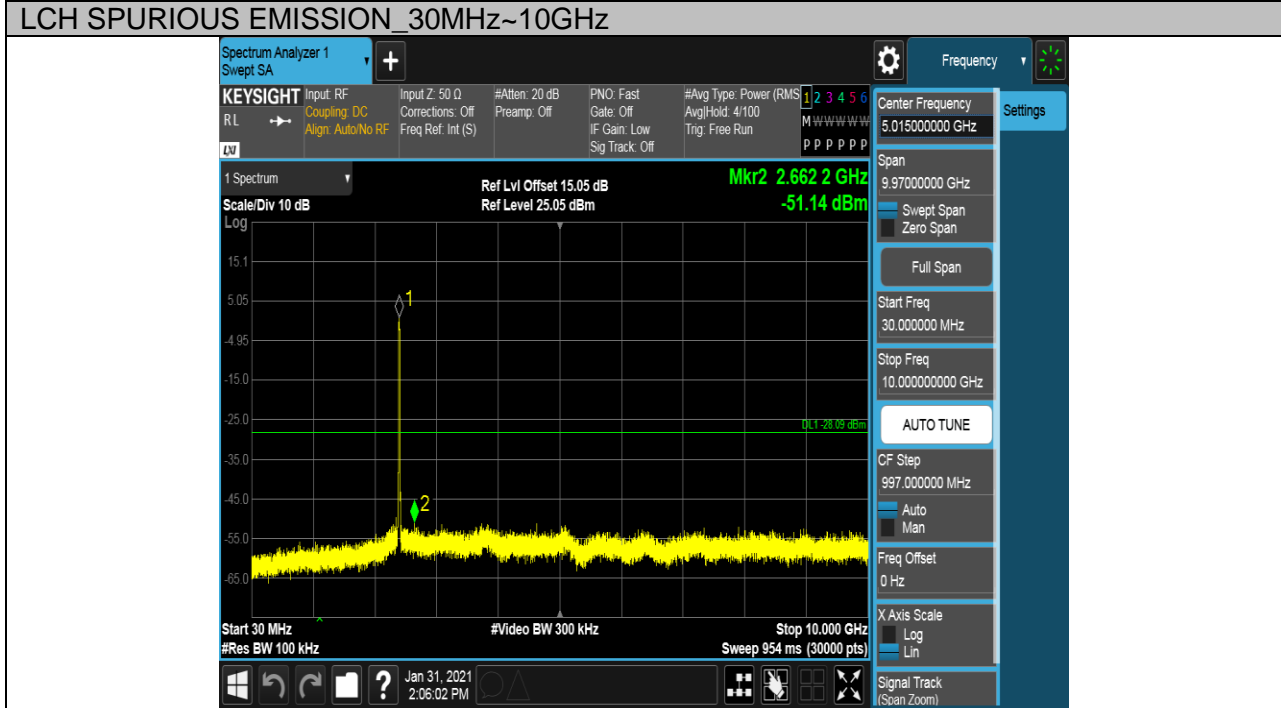 LCH SPURIOUS EMISSION_30MHz~10GHz
Spectrum Analyzer 1
Swept SA
+
Frequency
KEYSIGHT
RL
LXI
Input: RF
Coupling: DC
Align: Auto/No RF
Input Z: 50 Ω
Corrections: Off
Freq Ref: Int (S)
#Atten: 20 dB
Preamp: Off
PNO: Fast
Gate: Off
IF Gain: Low
Sig Track: Off
#Avg Type: Power (RMS
Avg|Hold: 4/100
Trig: Free Run
1 2 3 4 5 6
M W W W W W
P P P P P P
1 Spectrum
Scale/Div 10 dB
Log
Ref Lvl Offset 15.05 dB
Ref Level 25.05 dBm
Mkr2 2.662 2 GHz
-51.14 dBm
15.1
5.05
-4.95
-15.0
-25.0
-35.0
-45.0
-55.0
-65.0
1
2
DL1 -28.09 dBm
Start 30 MHz
#Res BW 100 kHz
#Video BW 300 kHz
Stop 10.000 GHz
Sweep 954 ms (30000 pts)
?
Jan 31, 2021
2:06:02 PM
Center Frequency
5.015000000 GHz
Settings
Span
9.97000000 GHz
Swept Span
Zero Span
Full Span
Start Freq
30.000000 MHz
Stop Freq
10.000000000 GHz
AUTO TUNE
CF Step
997.000000 MHz
Auto
Man
Freq Offset
0 Hz
X Axis Scale
Log
Lin
Signal Track
(Span Zoom)